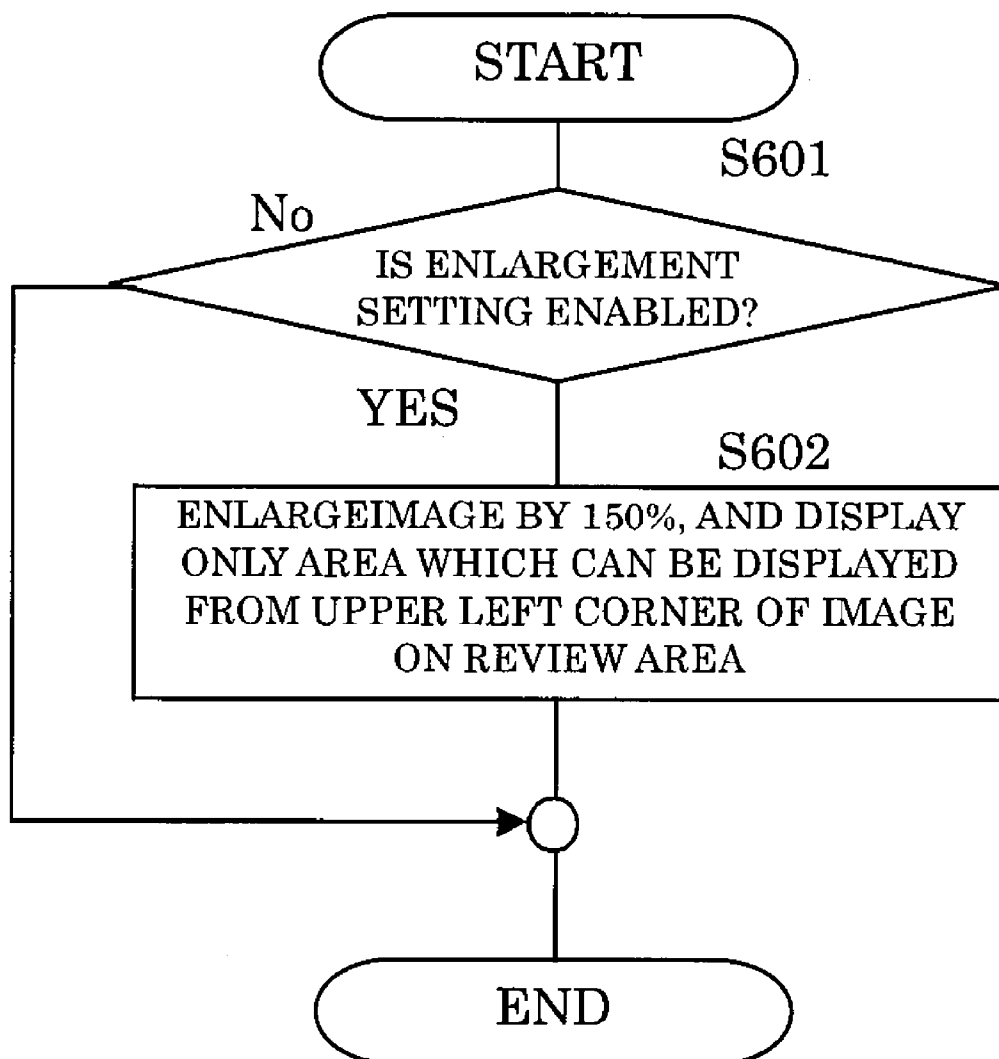 START
S601
No
IS ENLARGEMENT
SETTING ENABLED?
YES
S602
ENLARGEIMAGE BY 150%, AND DISPLAY
ONLY AREA WHICH CAN BE DISPLAYED
FROM UPPER LEFT CORNER OF IMAGE
ON REVIEW AREA
END